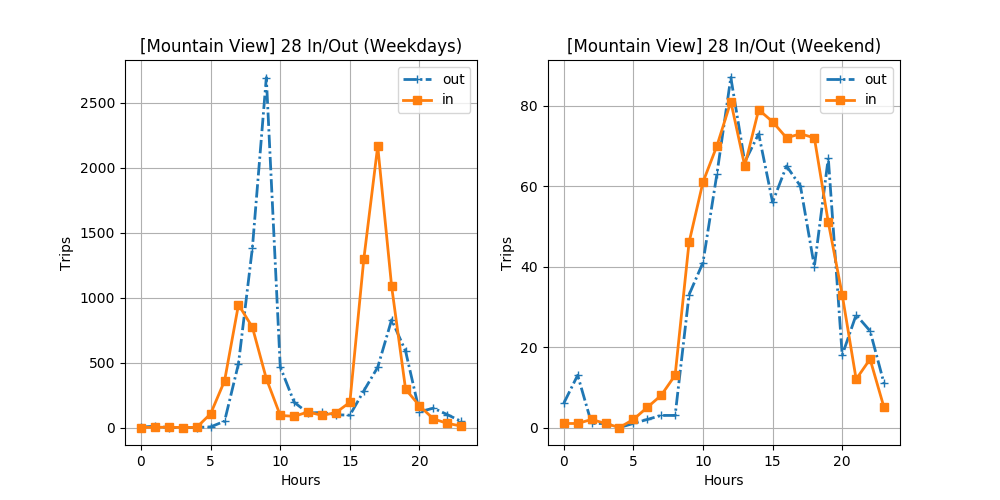 [Mountain View] 28 In/Out (Weekdays)
2500
2000
1500
1000
500
0
Trips
0 5 10 15 20
Hours
out
in
[Mountain View] 28 In/Out (Weekend)
80
60
40
20
0
Trips
0 5 10 15 20
Hours
out
in